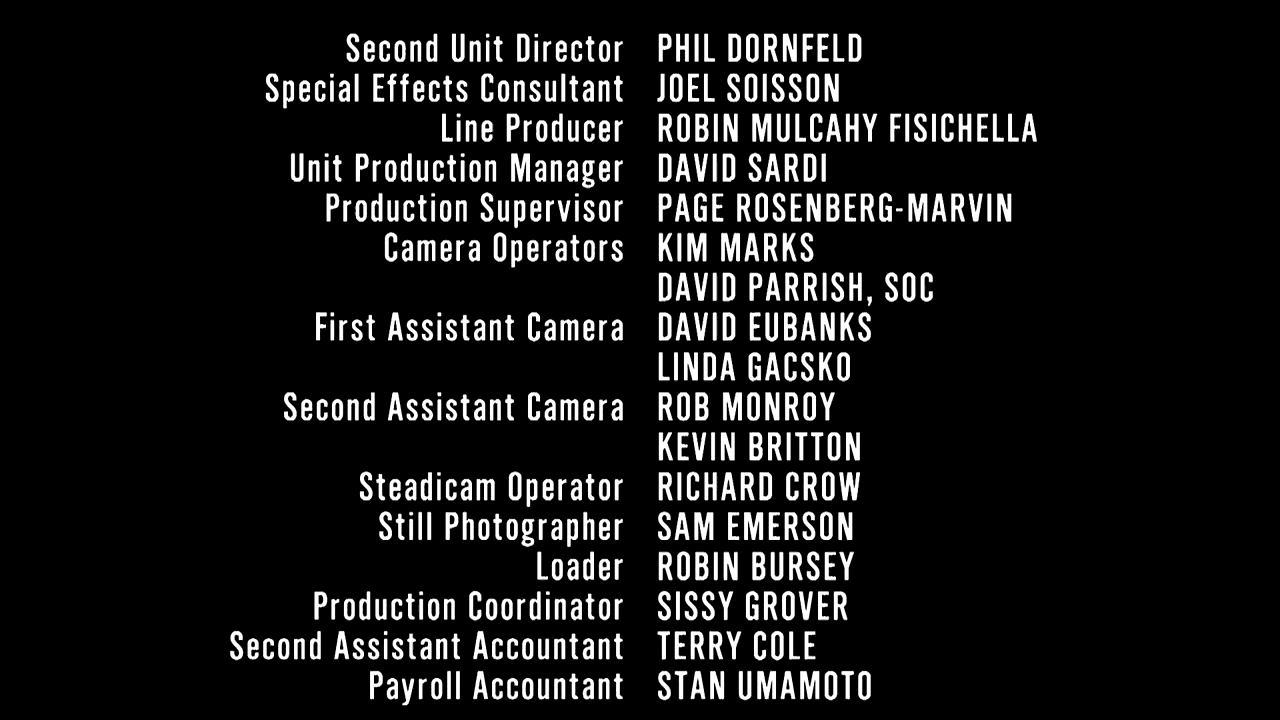 Second Unit Director PHIL DORNFELD
Special Effects Consultant JOEL SOISSON
Line Producer ROBIN MULCAHY FISICHELLA
Unit Production Manager DAVID SARDI
Production Supervisor PAGE ROSENBERG-MARVIN
Camera Operators KIM MARKS
DAVID PARRISH, SOC
First Assistant Camera DAVID EUBANKS
LINDA GACSKO
Second Assistant Camera ROB MONROY
KEVIN BRITTON
Steadicam Operator RICHARD CROW
Still Photographer SAM EMERSON
Loader ROBIN BURSEY
Production Coordinator SISSY GROVER
Second Assistant Accountant TERRY COLE
Payroll Accountant STAN UMAMOTO